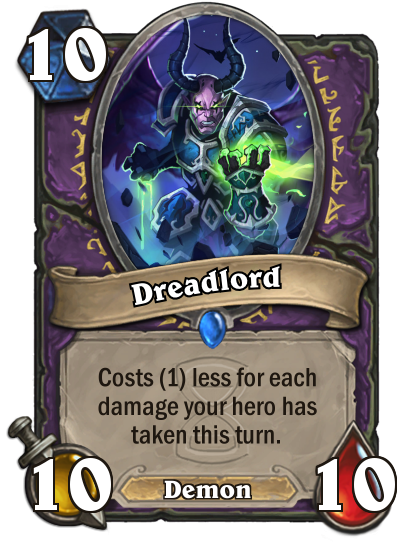 10
Dreadlord
Costs (1) less for each
damage your hero has
taken this turn.
10
Demon
10